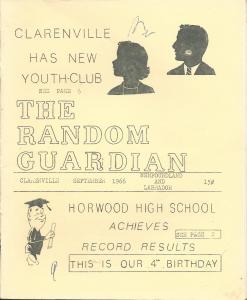 CLARENVILLE
HAS NEW
YOUTH-CLUB
SEE PAGE 6
THE
RANDOM
GUARDIAN
CLARENVILLE SEPTEMBER 1966 NEWFOUNDLAND AND LABRADOR 15¢
HORWOOD HIGH SCHOOL
ACHIEVES
SEE PAGE 2
RECORD RESULTS
THIS IS OUR 4TH. BIRTHDAY